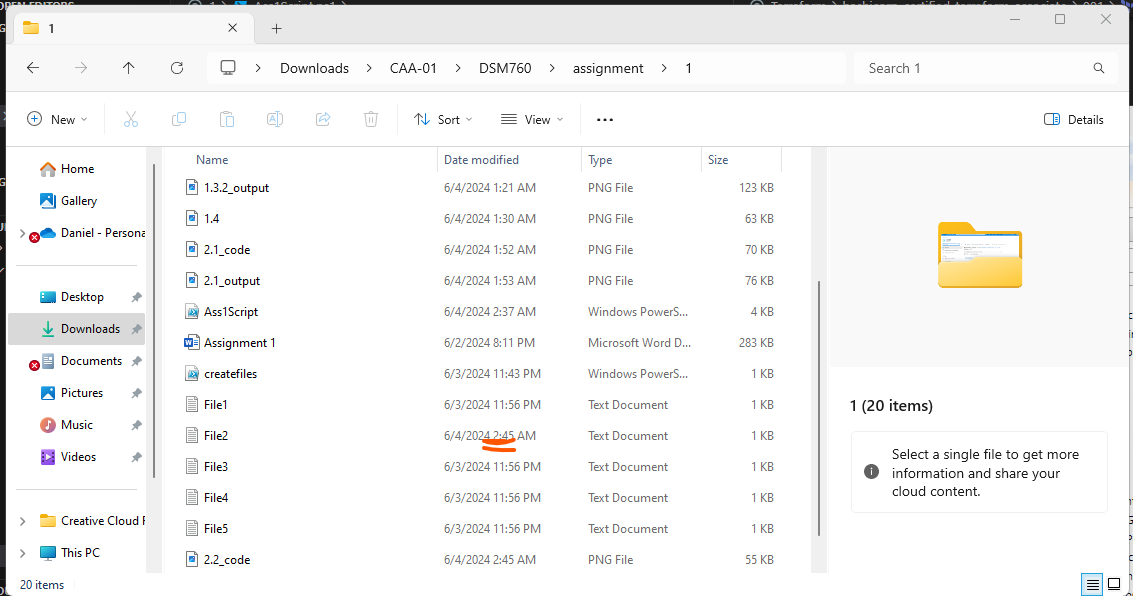 1
Downloads
CAA-01
DSM760
assignment
1
Search 1
New
Sort
View
Details
Home
Gallery
Daniel - Persona
Desktop
Downloads
Documents
Pictures
Music
Videos
Creative Cloud F
This PC
Name Date modified Type Size
1.3.2_output 6/4/2024 1:21 AM PNG File 123 KB
1.4 6/4/2024 1:30 AM PNG File 63 KB
2.1_code 6/4/2024 1:52 AM PNG File 70 KB
2.1_output 6/4/2024 1:53 AM PNG File 76 KB
Ass1Script 6/4/2024 2:37 AM Windows PowerS... 4 KB
Assignment 1 6/2/2024 8:11 PM Microsoft Word D... 283 KB
createfiles 6/3/2024 11:43 PM Windows PowerS... 1 KB
File1 6/3/2024 11:56 PM Text Document 1 KB
File2 6/4/2024 2:45 AM Text Document 1 KB
File3 6/3/2024 11:56 PM Text Document 1 KB
File4 6/3/2024 11:56 PM Text Document 1 KB
File5 6/3/2024 11:56 PM Text Document 1 KB
2.2_code 6/4/2024 2:45 AM PNG File 55 KB
1 (20 items)
Select a single file to get more
information and share your
cloud content.
20 items